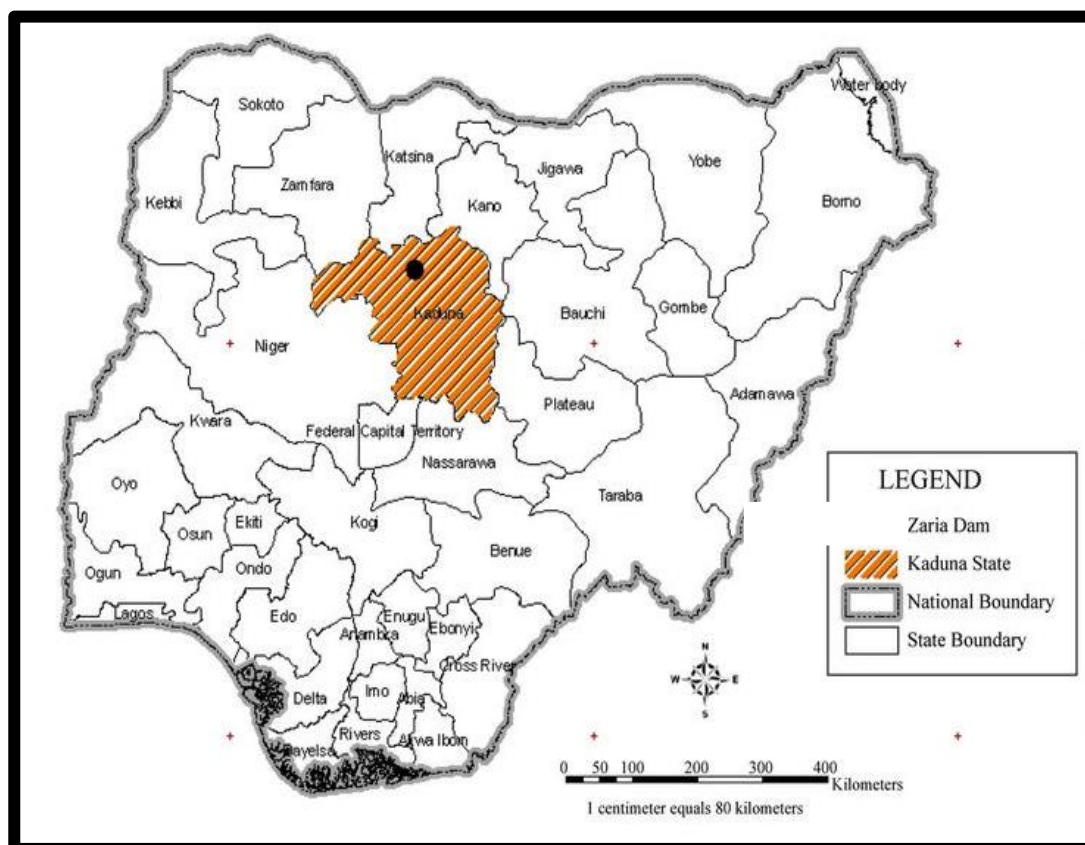 Water body
Sokoto
Katsina
Jigawa
Yobe
Zamfara
Kebbi
Kano
Borno
Kaduna
Bauchi
Gombe
Niger
Adamawa
Plateau
Kwara
Federal Capital Territory
Nassarawa
Oyo
Taraba
Kogi
Ekiti
Osun
Benue
Ogun
Ondo
Edo
Lagos
Enugu
Anambra
Ebonyi
Cross River
Delta
Imo
Abia
Rivers
Akwa Ibom
Bayelsa
LEGEND
Zaria Dam
Kaduna State
National Boundary
State Boundary
N
W E
S
0 50 100 200 300 400
Kilometers
1 centimeter equals 80 kilometers